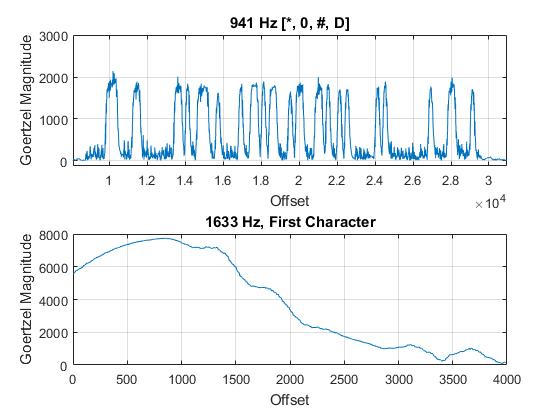 941 Hz [*, 0, #, D]
3000
2000
1000
0
Goertzel Magnitude
1 1.2 1.4 1.6 1.8 2 2.2 2.4 2.6 2.8 3
Offset
×10⁴
1633 Hz, First Character
8000
6000
4000
2000
0
Goertzel Magnitude
0 500 1000 1500 2000 2500 3000 3500 4000
Offset